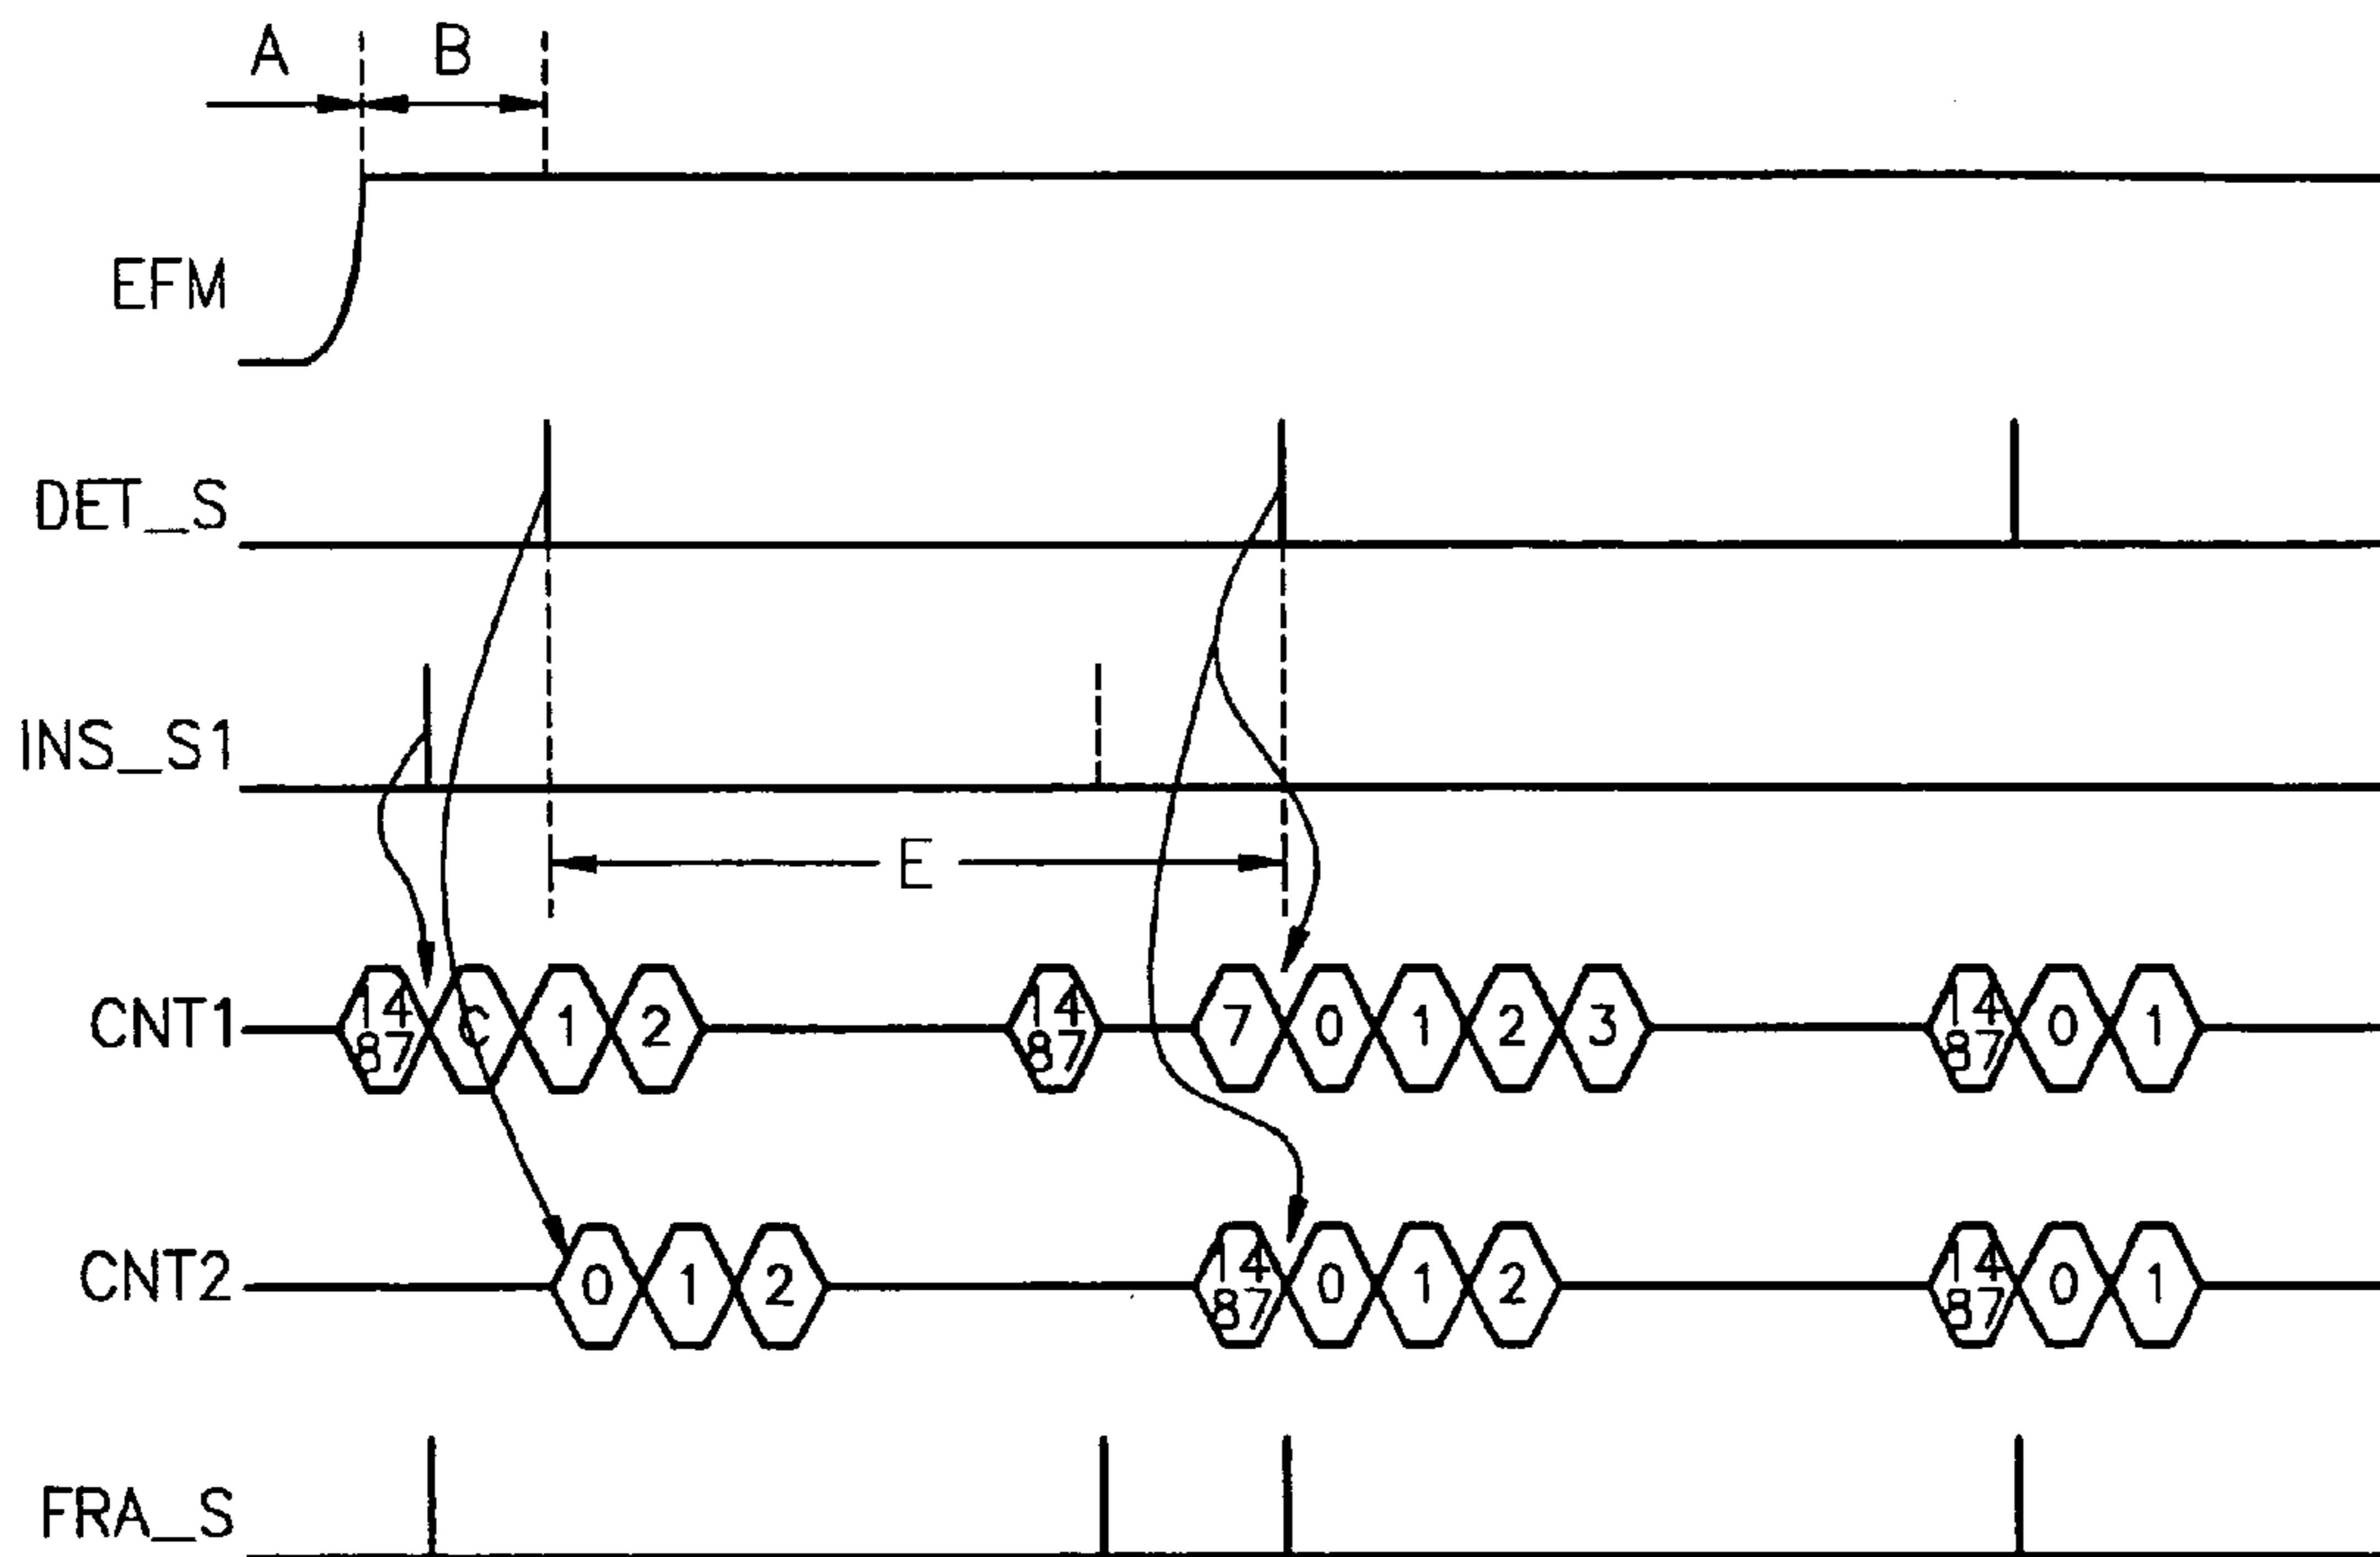 A B
EFM
DET_S
INS_S1
E
CNT1 14 87 C 1 2 14 87 7 0 1 2 3 14 87 0 1
CNT2 0 1 2 14 87 0 1 2 14 87 0 1
FRA_S